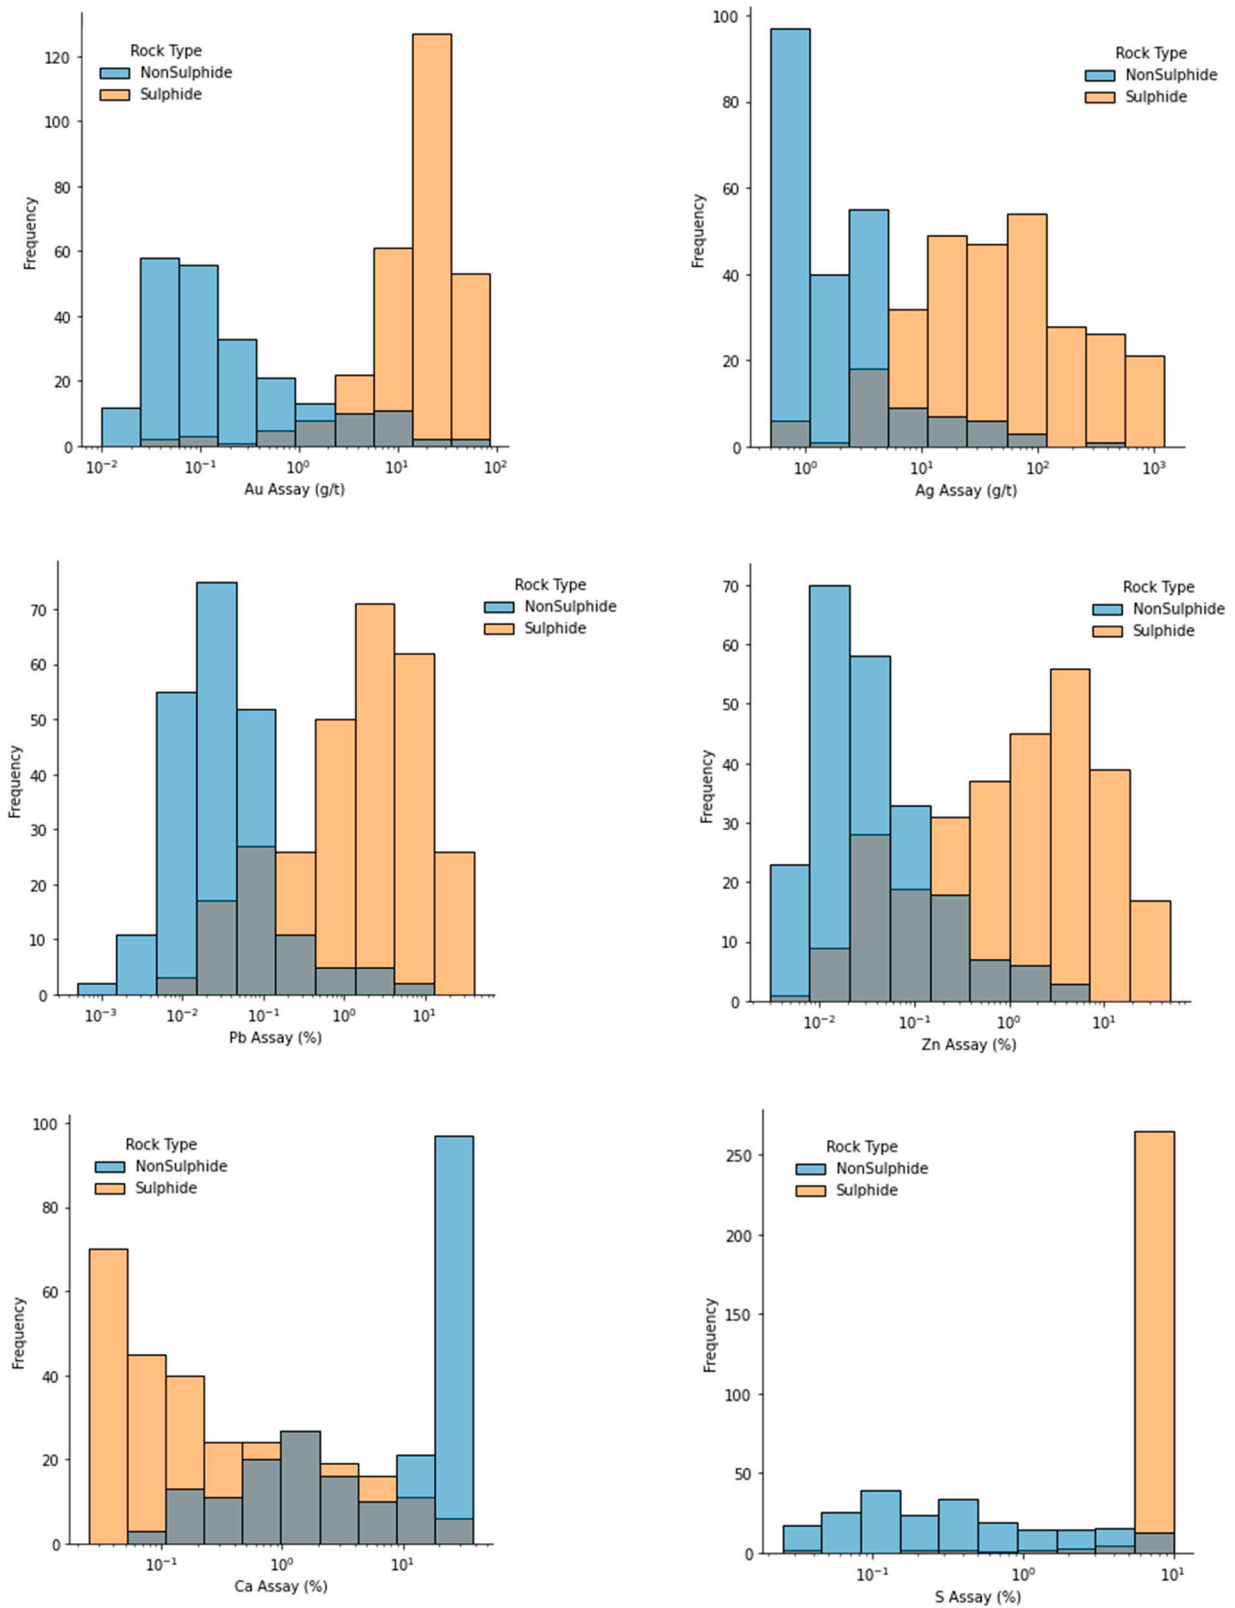 Rock Type
NonSulphide
Sulphide
120
100
80
60
40
20
0
Frequency
10⁻² 10⁻¹ 10⁰ 10¹ 10²
Au Assay (g/t)
Rock Type
NonSulphide
Sulphide
100
80
60
40
20
0
Frequency
10⁰ 10¹ 10² 10³
Ag Assay (g/t)
Rock Type
NonSulphide
Sulphide
70
60
50
40
30
20
10
0
Frequency
10⁻³ 10⁻² 10⁻¹ 10⁰ 10¹
Pb Assay (%)
Rock Type
NonSulphide
Sulphide
70
60
50
40
30
20
10
0
Frequency
10⁻² 10⁻¹ 10⁰ 10¹
Zn Assay (%)
Rock Type
NonSulphide
Sulphide
100
80
60
40
20
0
Frequency
10⁻¹ 10⁰ 10¹
Ca Assay (%)
Rock Type
NonSulphide
Sulphide
250
200
150
100
50
0
Frequency
10⁻¹ 10⁰ 10¹
S Assay (%)